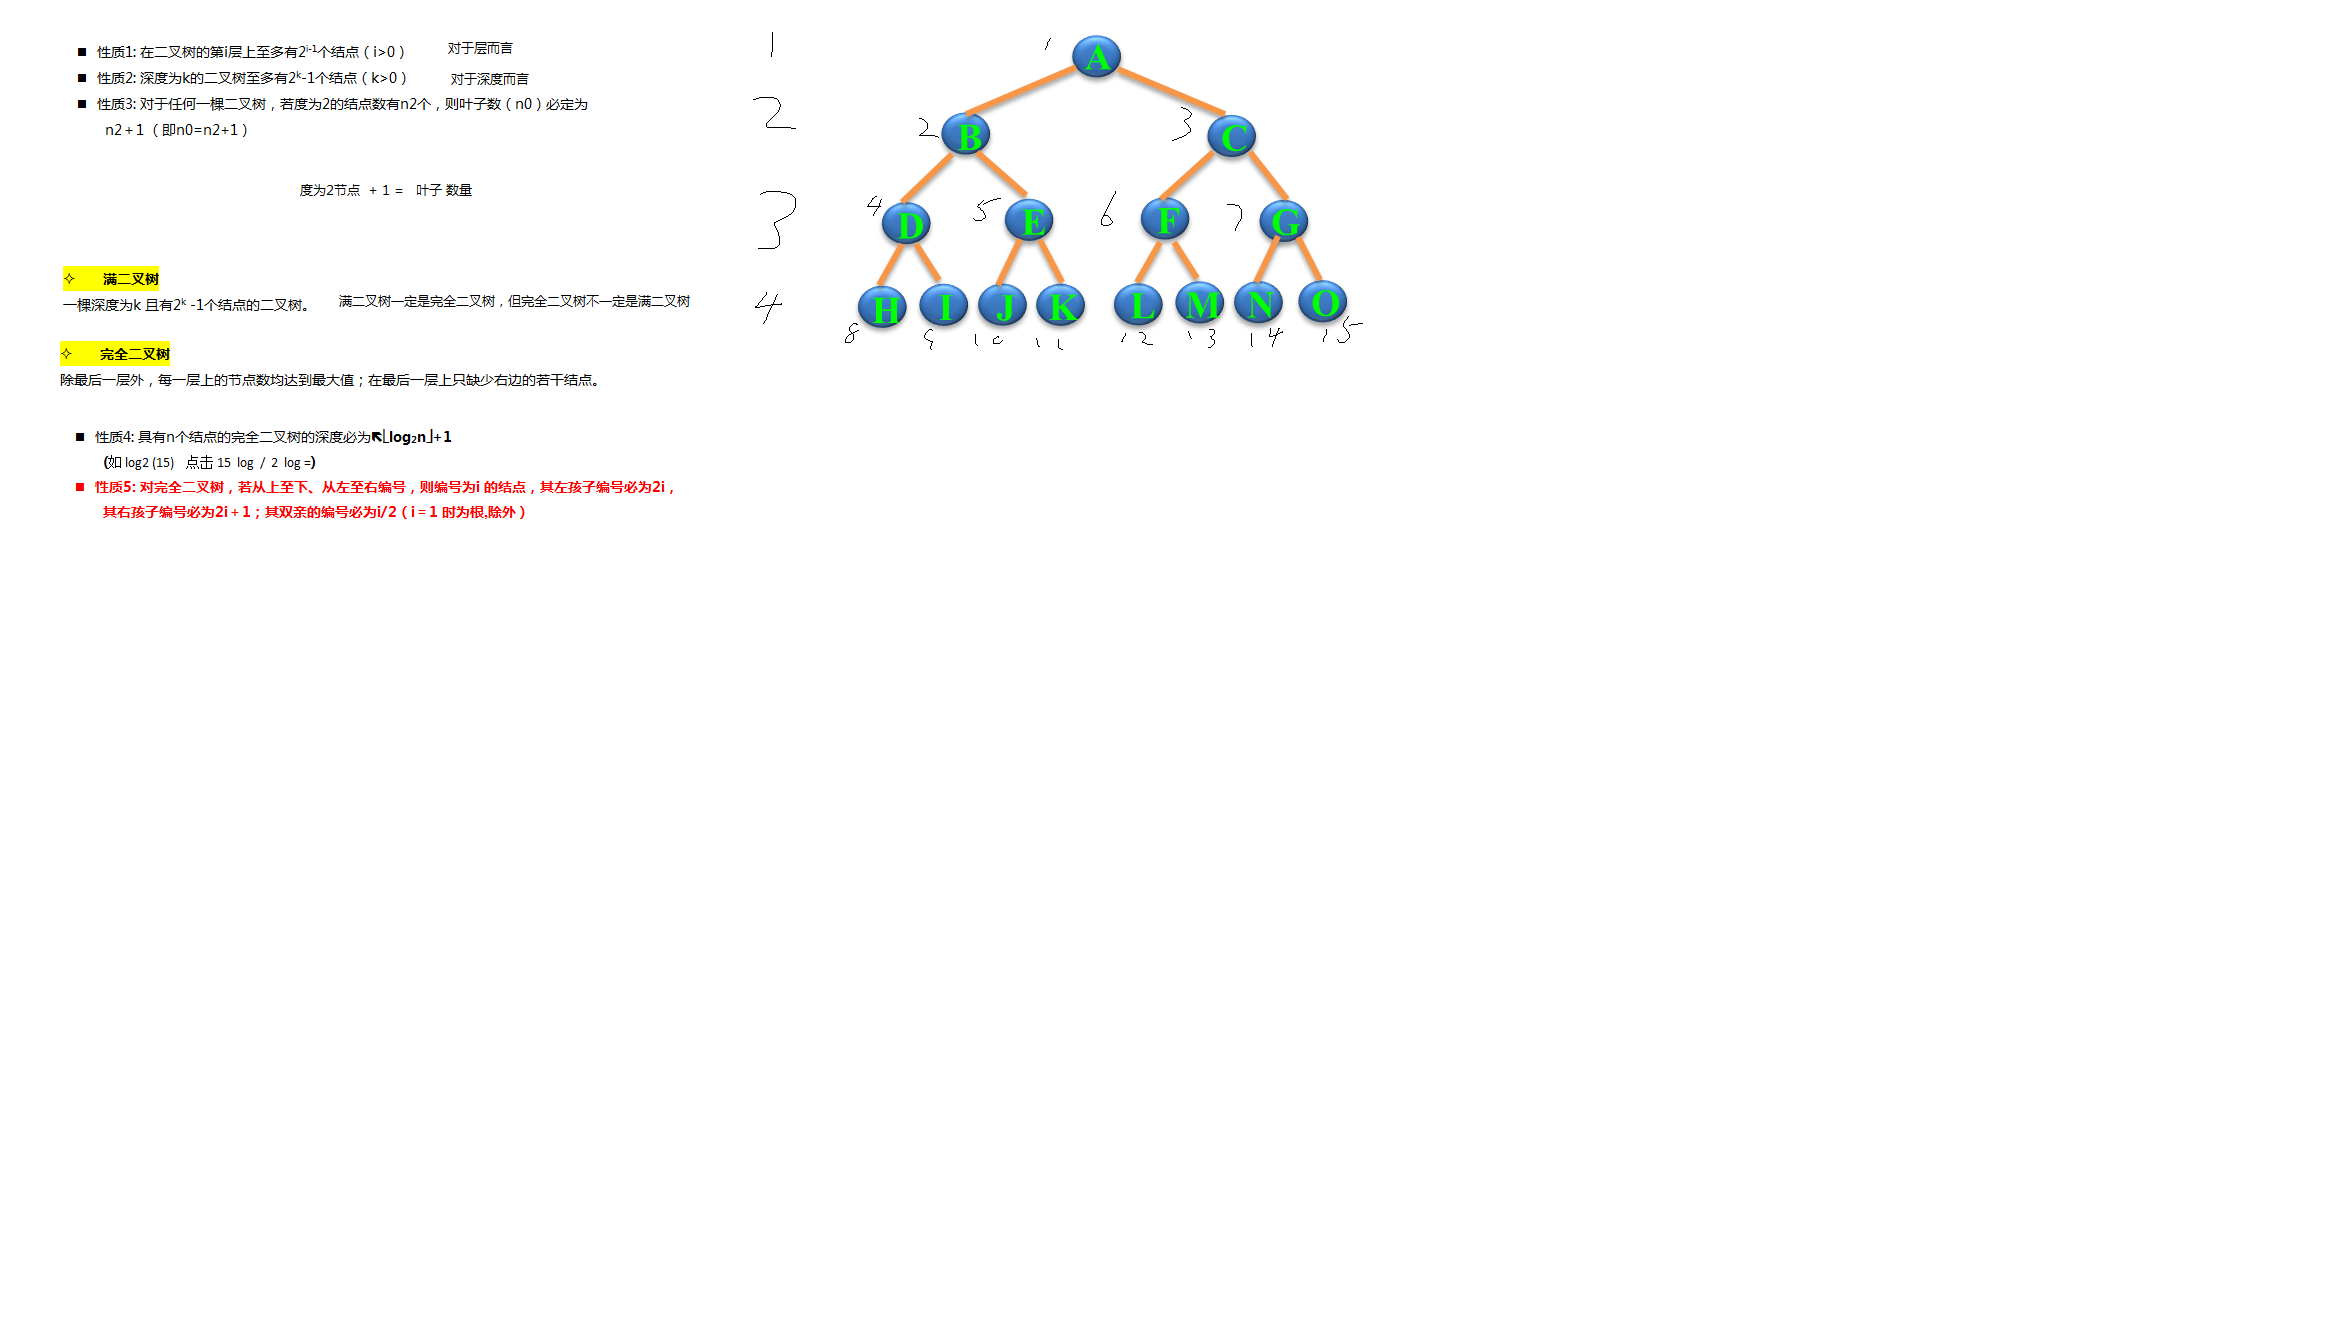 ■ 性质1: 在二叉树的第i层上至多有2i-1个结点（i>0） 对于层而言
■ 性质2: 深度为k的二叉树至多有2k-1个结点（k>0） 对于深度而言
■ 性质3: 对于任何一棵二叉树，若度为2的结点数有n2个，则叶子数（n0）必定为
n2＋1 （即n0=n2+1）
度为2节点 + 1 = 叶子 数量
✧ 满二叉树
一棵深度为k 且有2k -1个结点的二叉树。 满二叉树一定是完全二叉树，但完全二叉树不一定是满二叉树
✧ 完全二叉树
除最后一层外，每一层上的节点数均达到最大值；在最后一层上只缺少右边的若干结点。
■ 性质4: 具有n个结点的完全二叉树的深度必为↖⌊log2n⌋+1
(如 log2 (15) 点击 15 log / 2 log =)
■ 性质5: 对完全二叉树，若从上至下、从左至右编号，则编号为i 的结点，其左孩子编号必为2i，
其右孩子编号必为2i＋1；其双亲的编号必为i/2（i＝1 时为根,除外）
1 1 A
2 2 B 3 C
3 4 D 5 E 6 F 7 G
4 H I J K L M N O
8 9 10 11 12 13 14 15